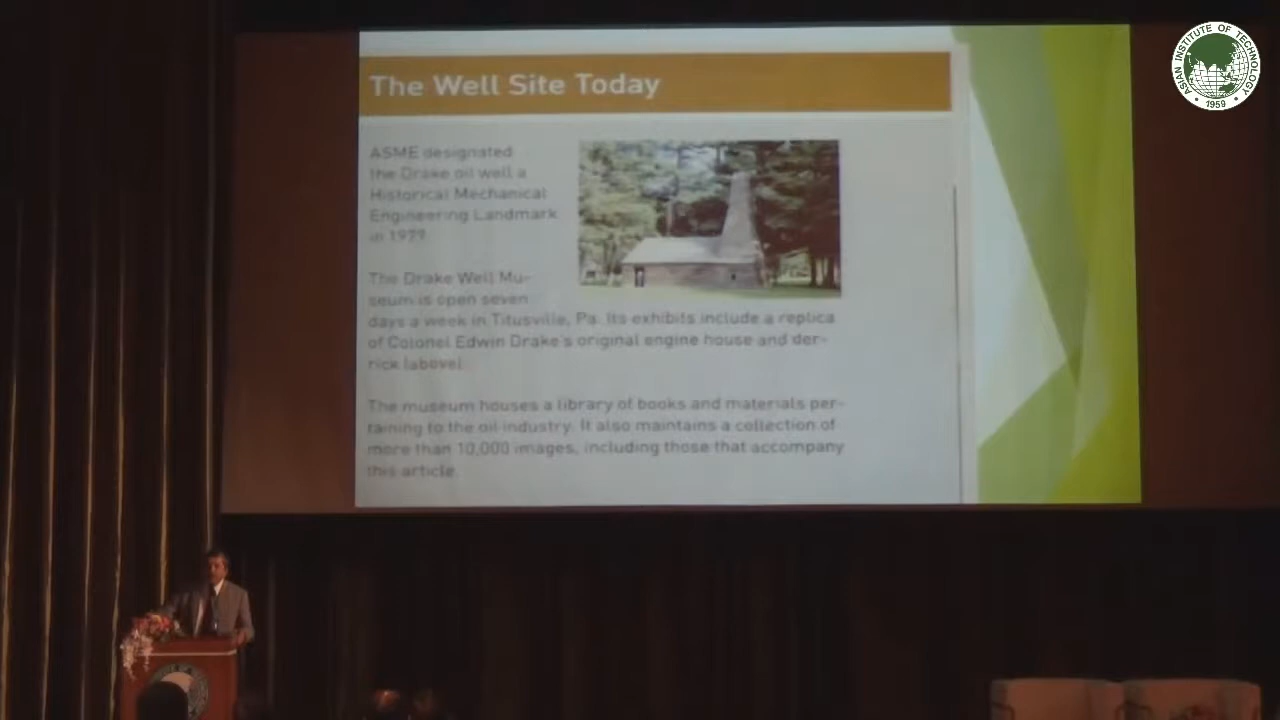 The Well Site Today
ASME designated
the Drake oil well a
Historical Mechanical
Engineering Landmark
in 1979.
The Drake Well Mu-
seum is open seven
days a week in Titusville, Pa. Its exhibits include a replica
of Colonel Edwin Drake's original engine house and der-
rick (above).
The museum houses a library of books and materials per-
taining to the oil industry. It also maintains a collection of
more than 10,000 images, including those that accompany
this article.
ASIAN INSTITUTE OF TECHNOLOGY
1959